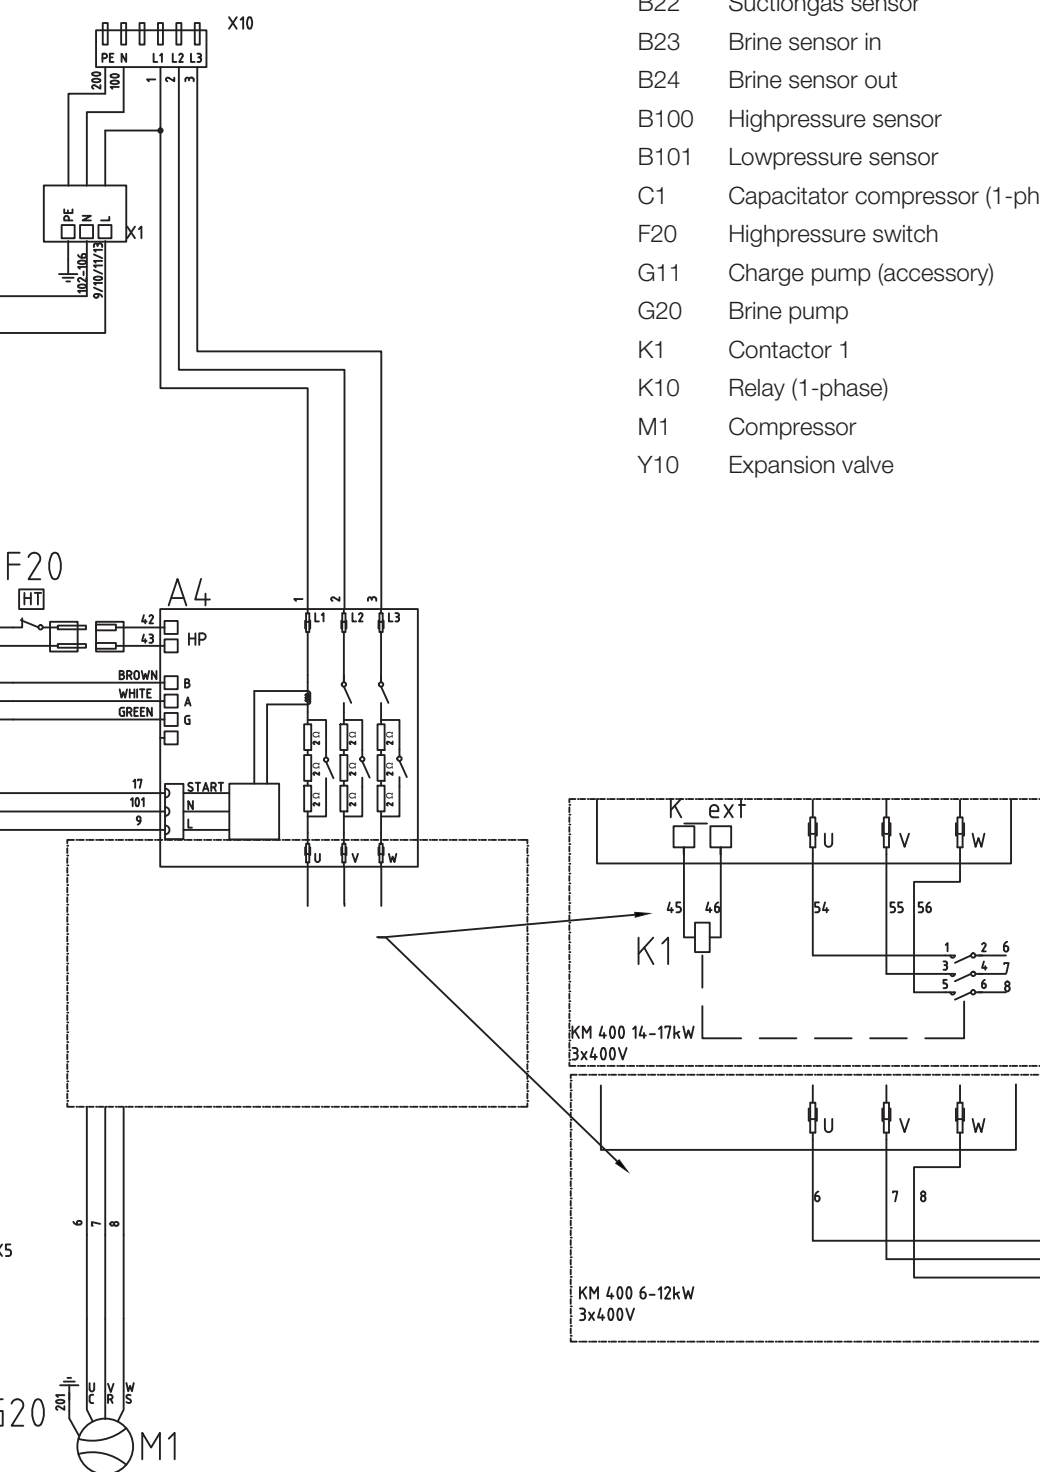 X10
PE N L1 L2 L3
200 100 1 2 3
PE N L
X1
102-106
9/10/11/13
B22 Suctiongas sensor
B23 Brine sensor in
B24 Brine sensor out
B100 Highpressure sensor
B101 Lowpressure sensor
C1 Capacitator compressor (1-ph
F20 Highpressure switch
G11 Charge pump (accessory)
G20 Brine pump
K1 Contactor 1
K10 Relay (1-phase)
M1 Compressor
Y10 Expansion valve
F20
HT
A4
1 2 3
L1 L2 L3
42
43
HP
BROWN B
WHITE A
GREEN G
2Ω 2Ω 2Ω
2Ω 2Ω 2Ω
2Ω 2Ω 2Ω
17 START
101 N
9 L
U V W
K_ext
U V W
45 46 54 55 56
K1
1 2 6
3 4 7
5 6 8
KM 400 14-17kW
3x400V
U V W
6 7 8
KM 400 6-12kW
3x400V
6 7 8
X5
201
U V W
C R S
G20
M1